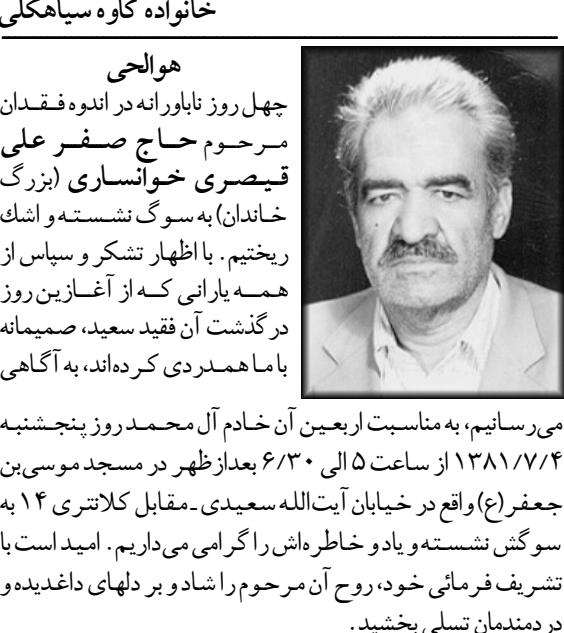 خانواده کاوه سیاهکلی
هوالحی
چهل روز ناباورانه در اندوه فقدان
مرحوم حاج صفر علی
قیصری خوانساری (بزرگ
خاندان) به سوگ نشسته و اشك
ریختیم. با اظهار تشکر و سپاس از
همه یارانی که از آغازین روز
درگذشت آن فقید سعید، صمیمانه
با ما همدردی کرده‌اند، به آگاهی
می‌رسانیم، به مناسبت اربعین آن خادم آل محمد روز پنجشنبه
۱۳۸۱/۷/۴ از ساعت ۵ الی ۶/۳۰ بعدازظهر در مسجد موسی‌بن
جعفر(ع) واقع در خیابان آیت‌الله سعیدی ـ مقابل کلانتری ۱۴ به
سوگش نشسته و یاد و خاطره‌اش را گرامی می‌داریم. امید است با
تشریف فرمائی خود، روح آن مرحوم را شاد و بر دلهای داغدیده و
دردمندمان تسلی بخشید.